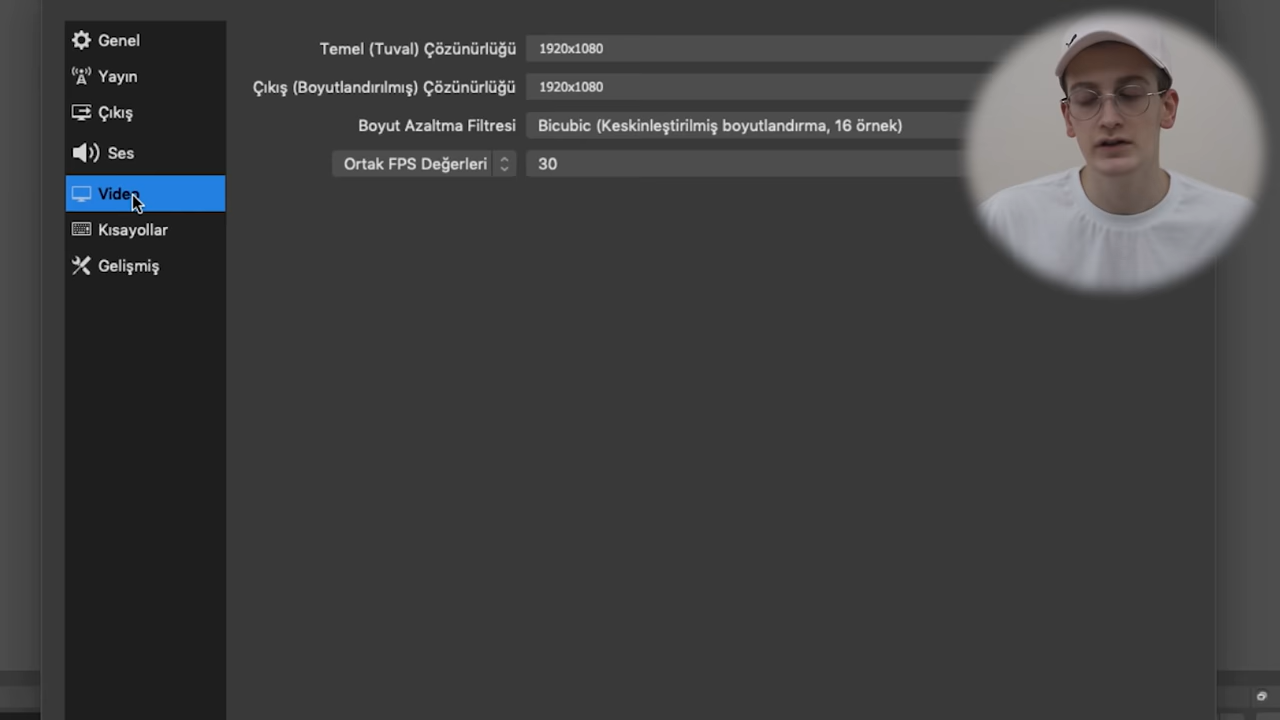 Genel
Yayın
Çıkış
Ses
Video
Kısayollar
Gelişmiş
Temel (Tuval) Çözünürlüğü 1920x1080
Çıkış (Boyutlandırılmış) Çözünürlüğü 1920x1080
Boyut Azaltma Filtresi Bicubic (Keskinleştirilmiş boyutlandırma, 16 örnek)
Ortak FPS Değerleri 30